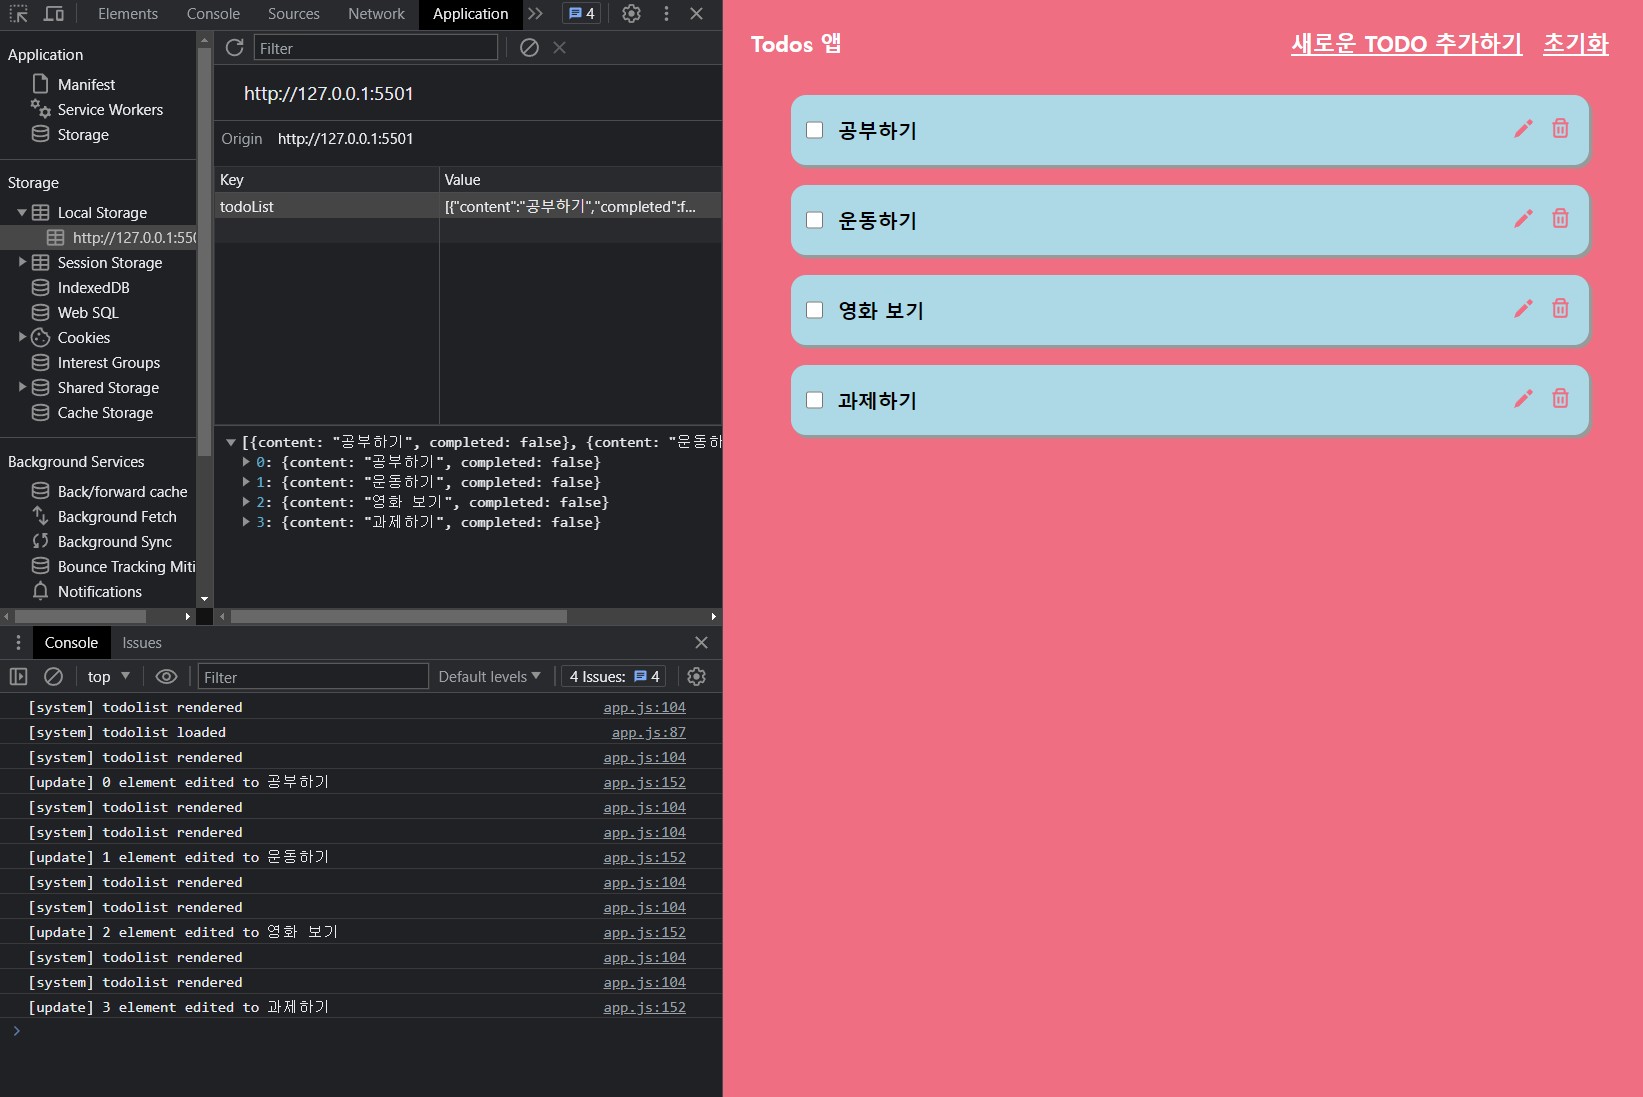 Elements Console Sources Network Application 4
Application
Manifest
Service Workers
Storage
Storage
Local Storage
http://127.0.0.1:550
Session Storage
IndexedDB
Web SQL
Cookies
Interest Groups
Shared Storage
Cache Storage
Background Services
Back/forward cache
Background Fetch
Background Sync
Bounce Tracking Miti
Notifications
Filter
http://127.0.0.1:5501
Origin http://127.0.0.1:5501
Key Value
todoList [{"content":"공부하기","completed":f...
[{content: "공부하기", completed: false}, {content: "운동하
0: {content: "공부하기", completed: false}
1: {content: "운동하기", completed: false}
2: {content: "영화 보기", completed: false}
3: {content: "과제하기", completed: false}
Console Issues
top Filter Default levels 4 Issues: 4
[system] todolist rendered app.js:104
[system] todolist loaded app.js:87
[system] todolist rendered app.js:104
[update] 0 element edited to 공부하기 app.js:152
[system] todolist rendered app.js:104
[system] todolist rendered app.js:104
[update] 1 element edited to 운동하기 app.js:152
[system] todolist rendered app.js:104
[system] todolist rendered app.js:104
[update] 2 element edited to 영화 보기 app.js:152
[system] todolist rendered app.js:104
[system] todolist rendered app.js:104
[update] 3 element edited to 과제하기 app.js:152
Todos 앱 새로운 TODO 추가하기 초기화
공부하기
운동하기
영화 보기
과제하기